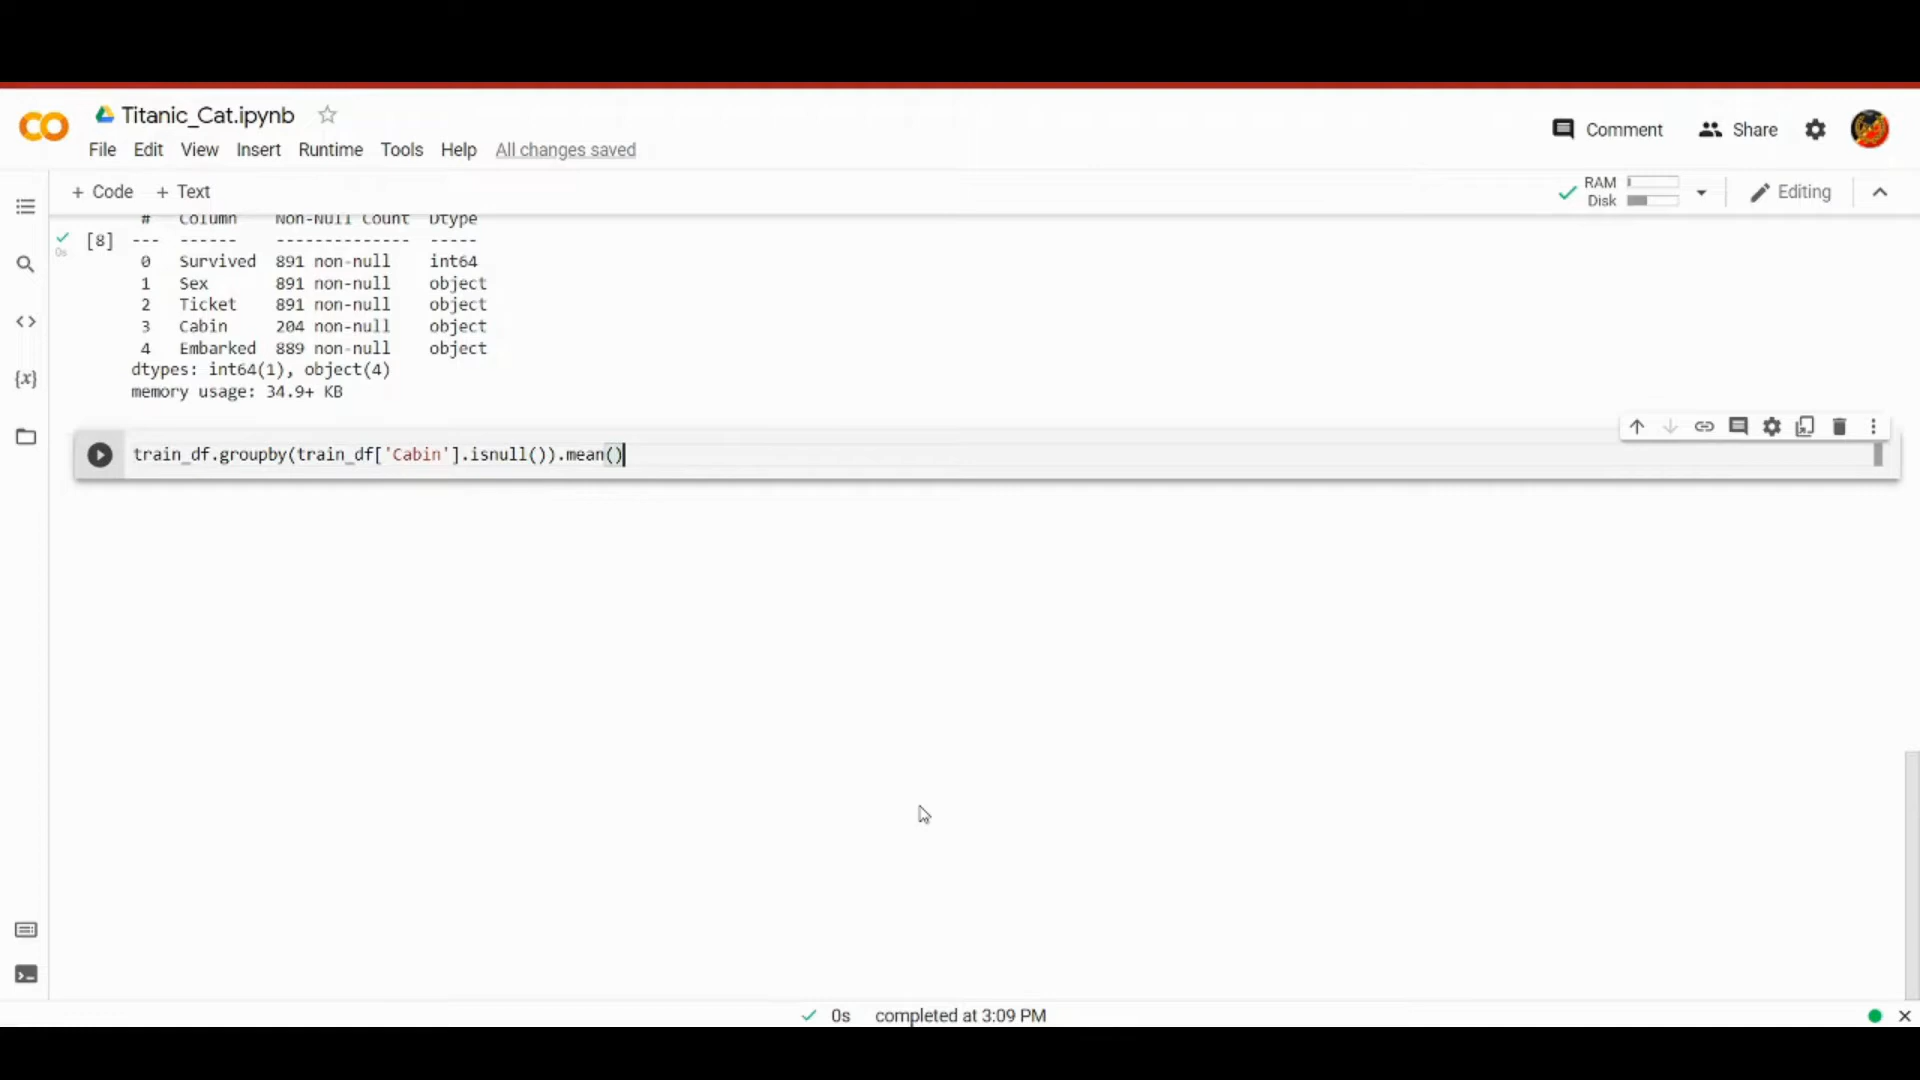 Titanic_Cat.ipynb
Comment Share
File Edit View Insert Runtime Tools Help All changes saved
+ Code + Text
RAM
Disk
Editing
# Column Non-Null Count Dtype
[8] --- ------ -------------- -----
0s
0 Survived 891 non-null int64
1 Sex 891 non-null object
2 Ticket 891 non-null object
3 Cabin 204 non-null object
4 Embarked 889 non-null object
dtypes: int64(1), object(4)
memory usage: 34.9+ KB
train_df.groupby(train_df['Cabin'].isnull()).mean()
0s completed at 3:09 PM